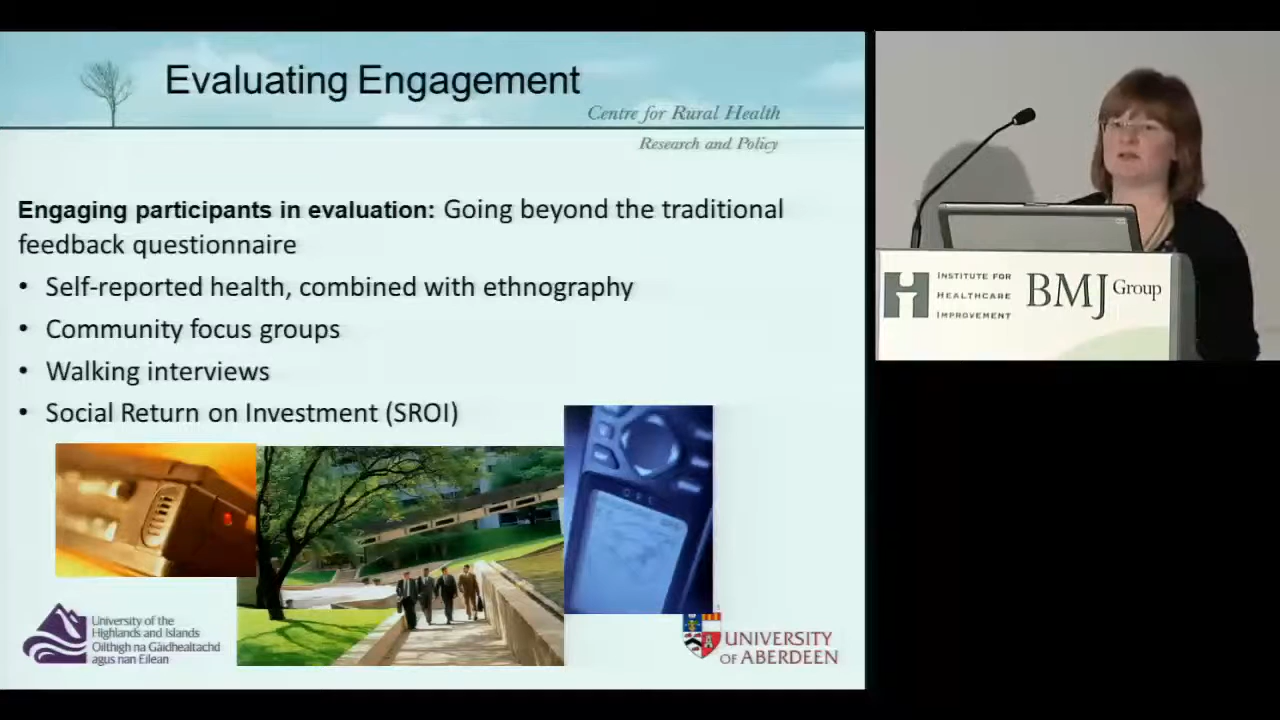 Evaluating Engagement
Centre for Rural Health
Research and Policy
Engaging participants in evaluation: Going beyond the traditional
feedback questionnaire
• Self-reported health, combined with ethnography
• Community focus groups
• Walking interviews
• Social Return on Investment (SROI)
GPS
University of the
Highlands and Islands
Oilthigh na Gàidhealtachd
agus nan Eilean
UNIVERSITY
OF ABERDEEN
INSTITUTE FOR
HEALTHCARE
IMPROVEMENT
BMJ Group